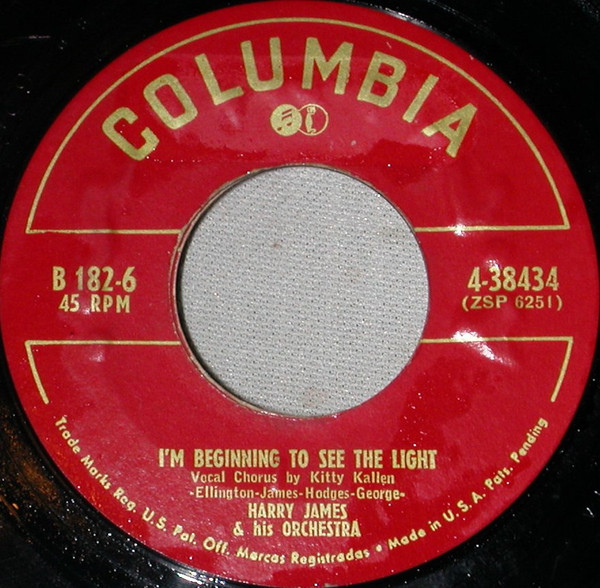 COLUMBIA
B 182-6
45 RPM
4-38434
(ZSP 6251)
I'M BEGINNING TO SEE THE LIGHT
Vocal Chorus by Kitty Kallen
-Ellington-James-Hodges-George-
HARRY JAMES
& his ORCHESTRA
Trade Marks Reg. U.S. Pat. Off. Marcas Registradas • Made in U.S.A. Pats. Pending